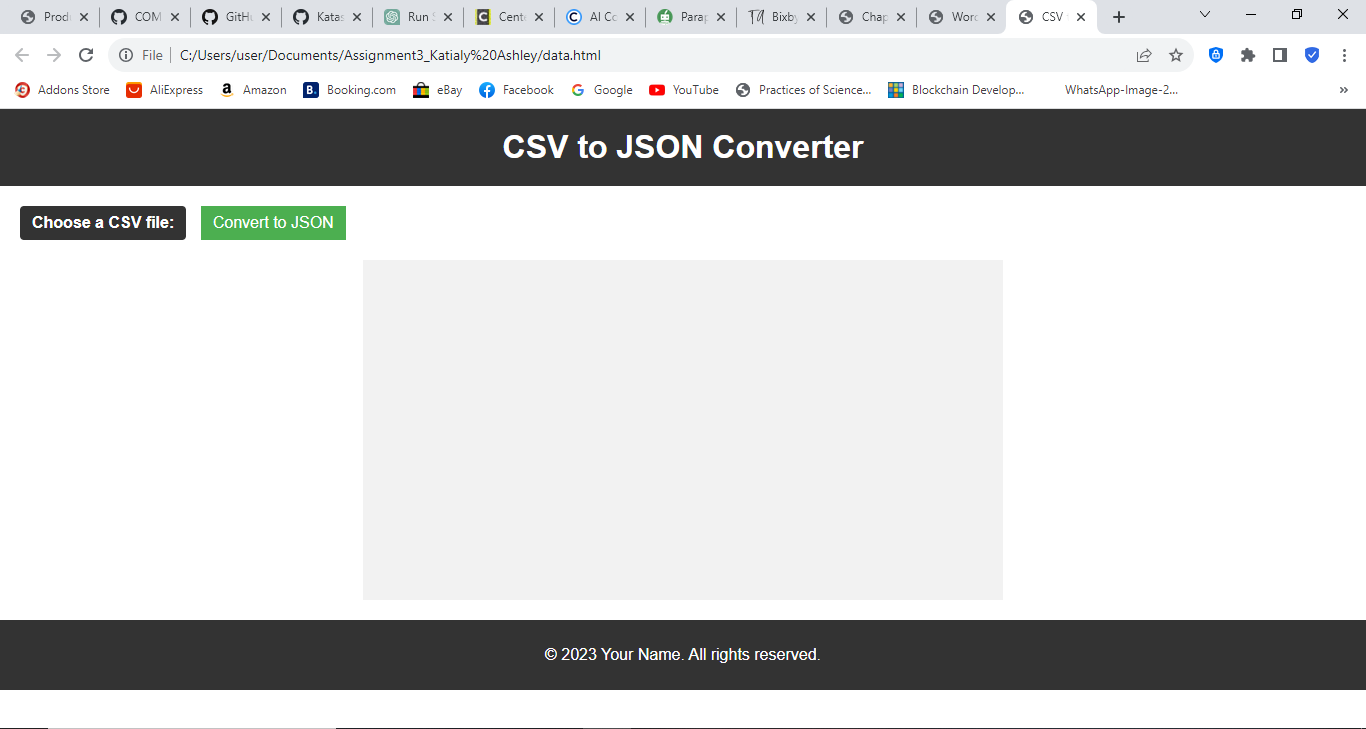 Prod COM GitHu Katas Run S Cente AI Co Parap Bixby Chap Word CSV
File C:/Users/user/Documents/Assignment3_Katialy%20Ashley/data.html
Addons Store AliExpress Amazon Booking.com eBay Facebook Google YouTube Practices of Science... Blockchain Develop... WhatsApp-Image-2... »
CSV to JSON Converter
Choose a CSV file: Convert to JSON
© 2023 Your Name. All rights reserved.